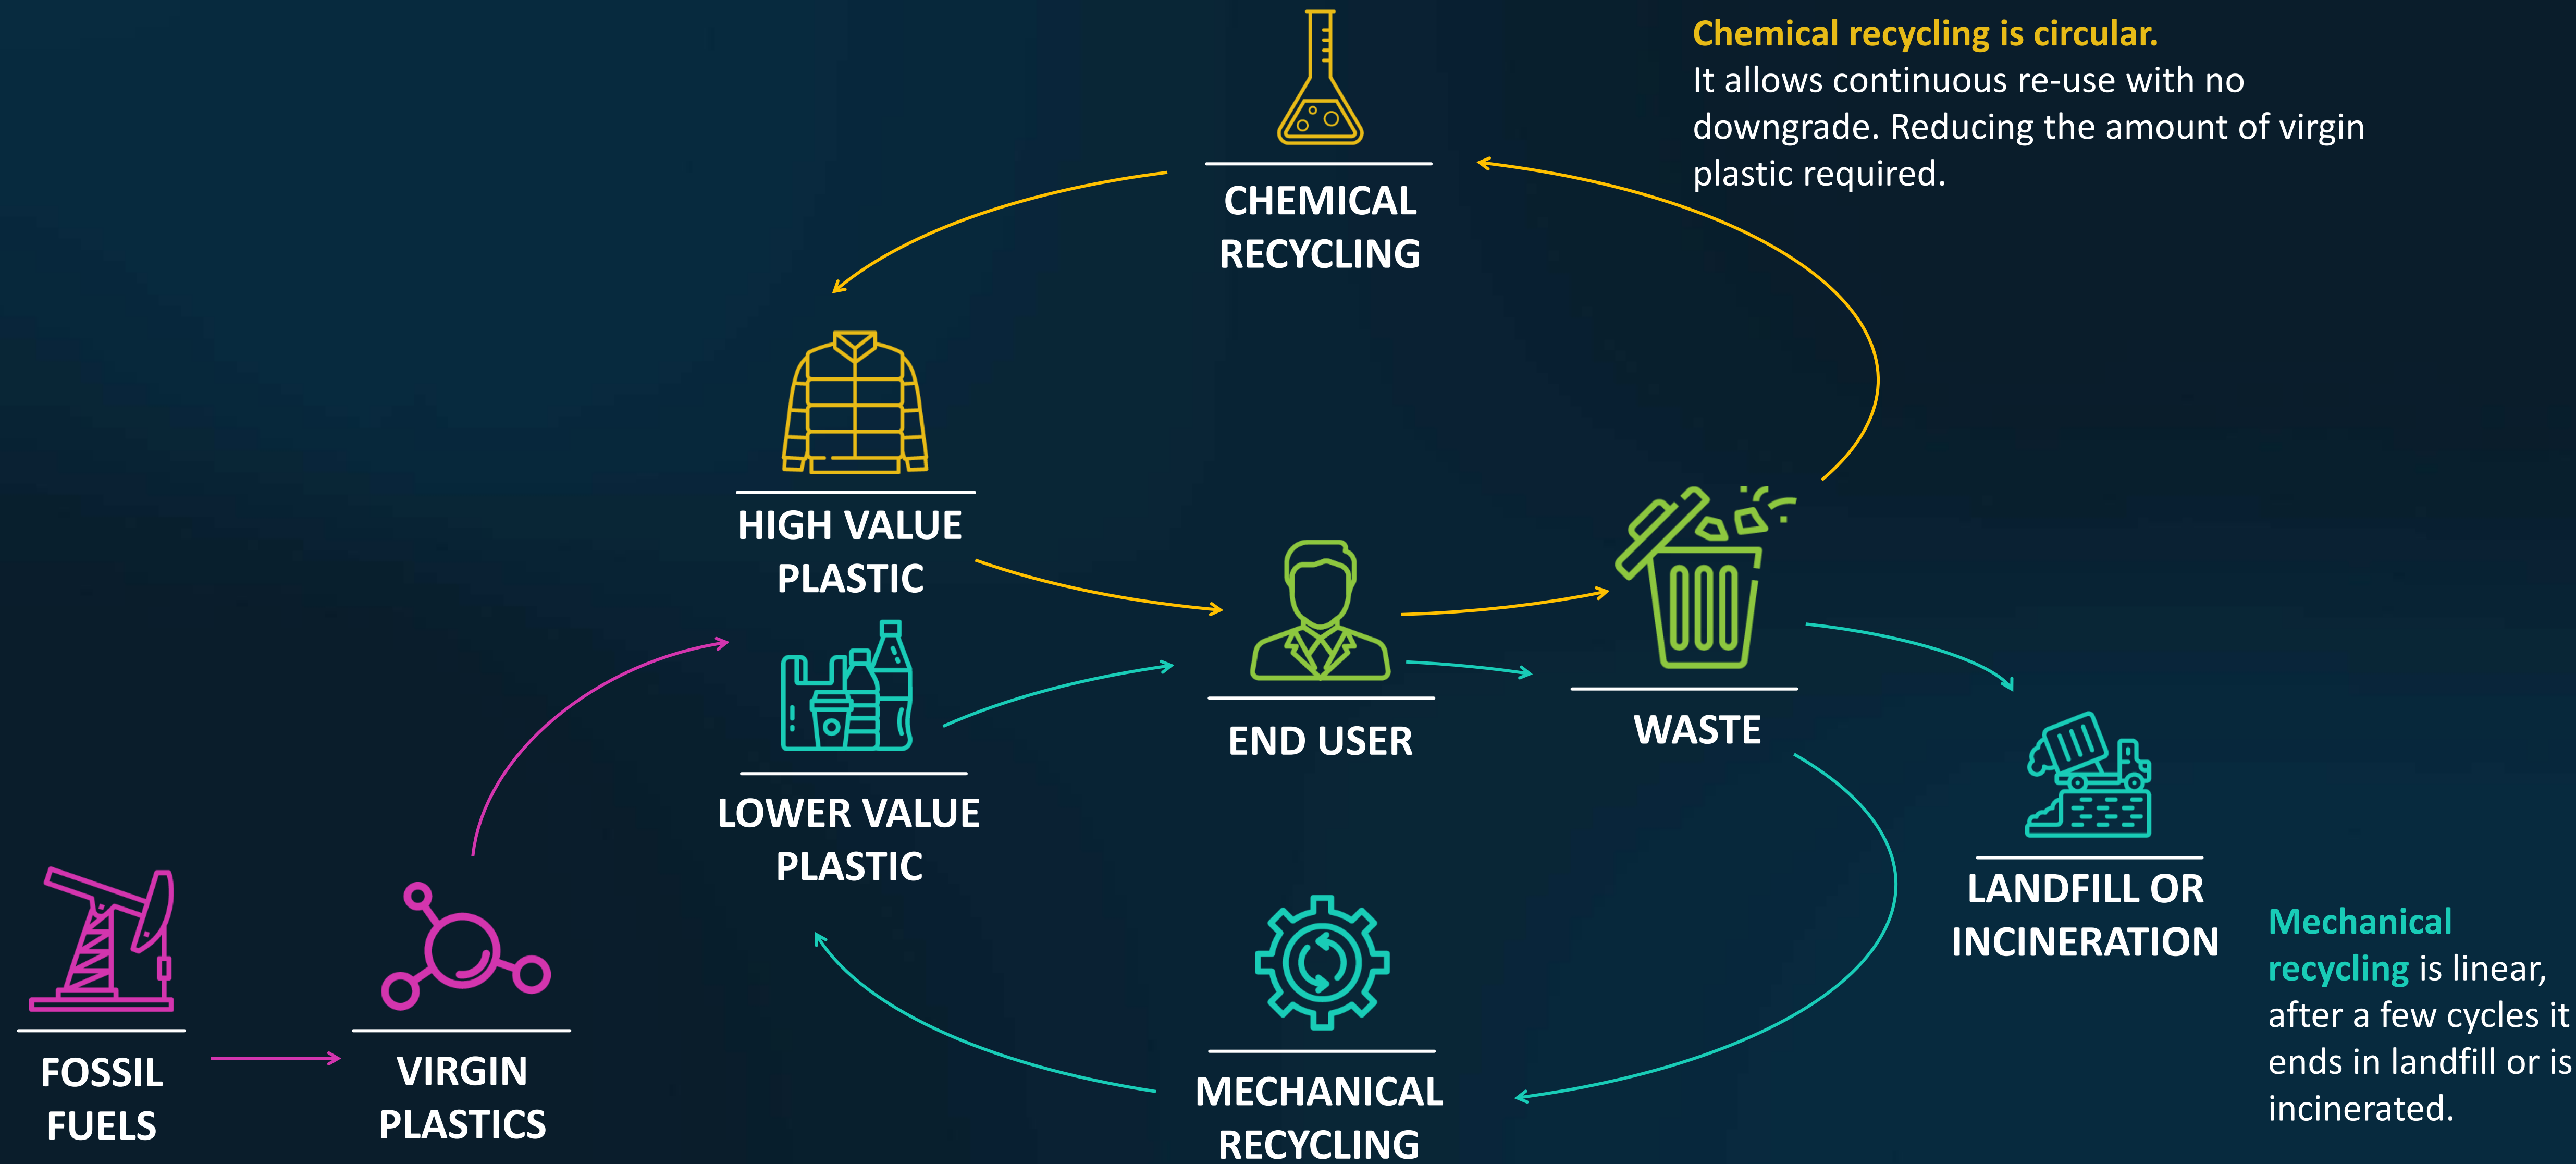 Chemical recycling is circular.
It allows continuous re-use with no
downgrade. Reducing the amount of virgin
plastic required.
CHEMICAL
RECYCLING
HIGH VALUE
PLASTIC
LOWER VALUE
PLASTIC
END USER
WASTE
LANDFILL OR
INCINERATION
Mechanical
recycling is linear,
after a few cycles it
ends in landfill or is
incinerated.
FOSSIL
FUELS
VIRGIN
PLASTICS
MECHANICAL
RECYCLING